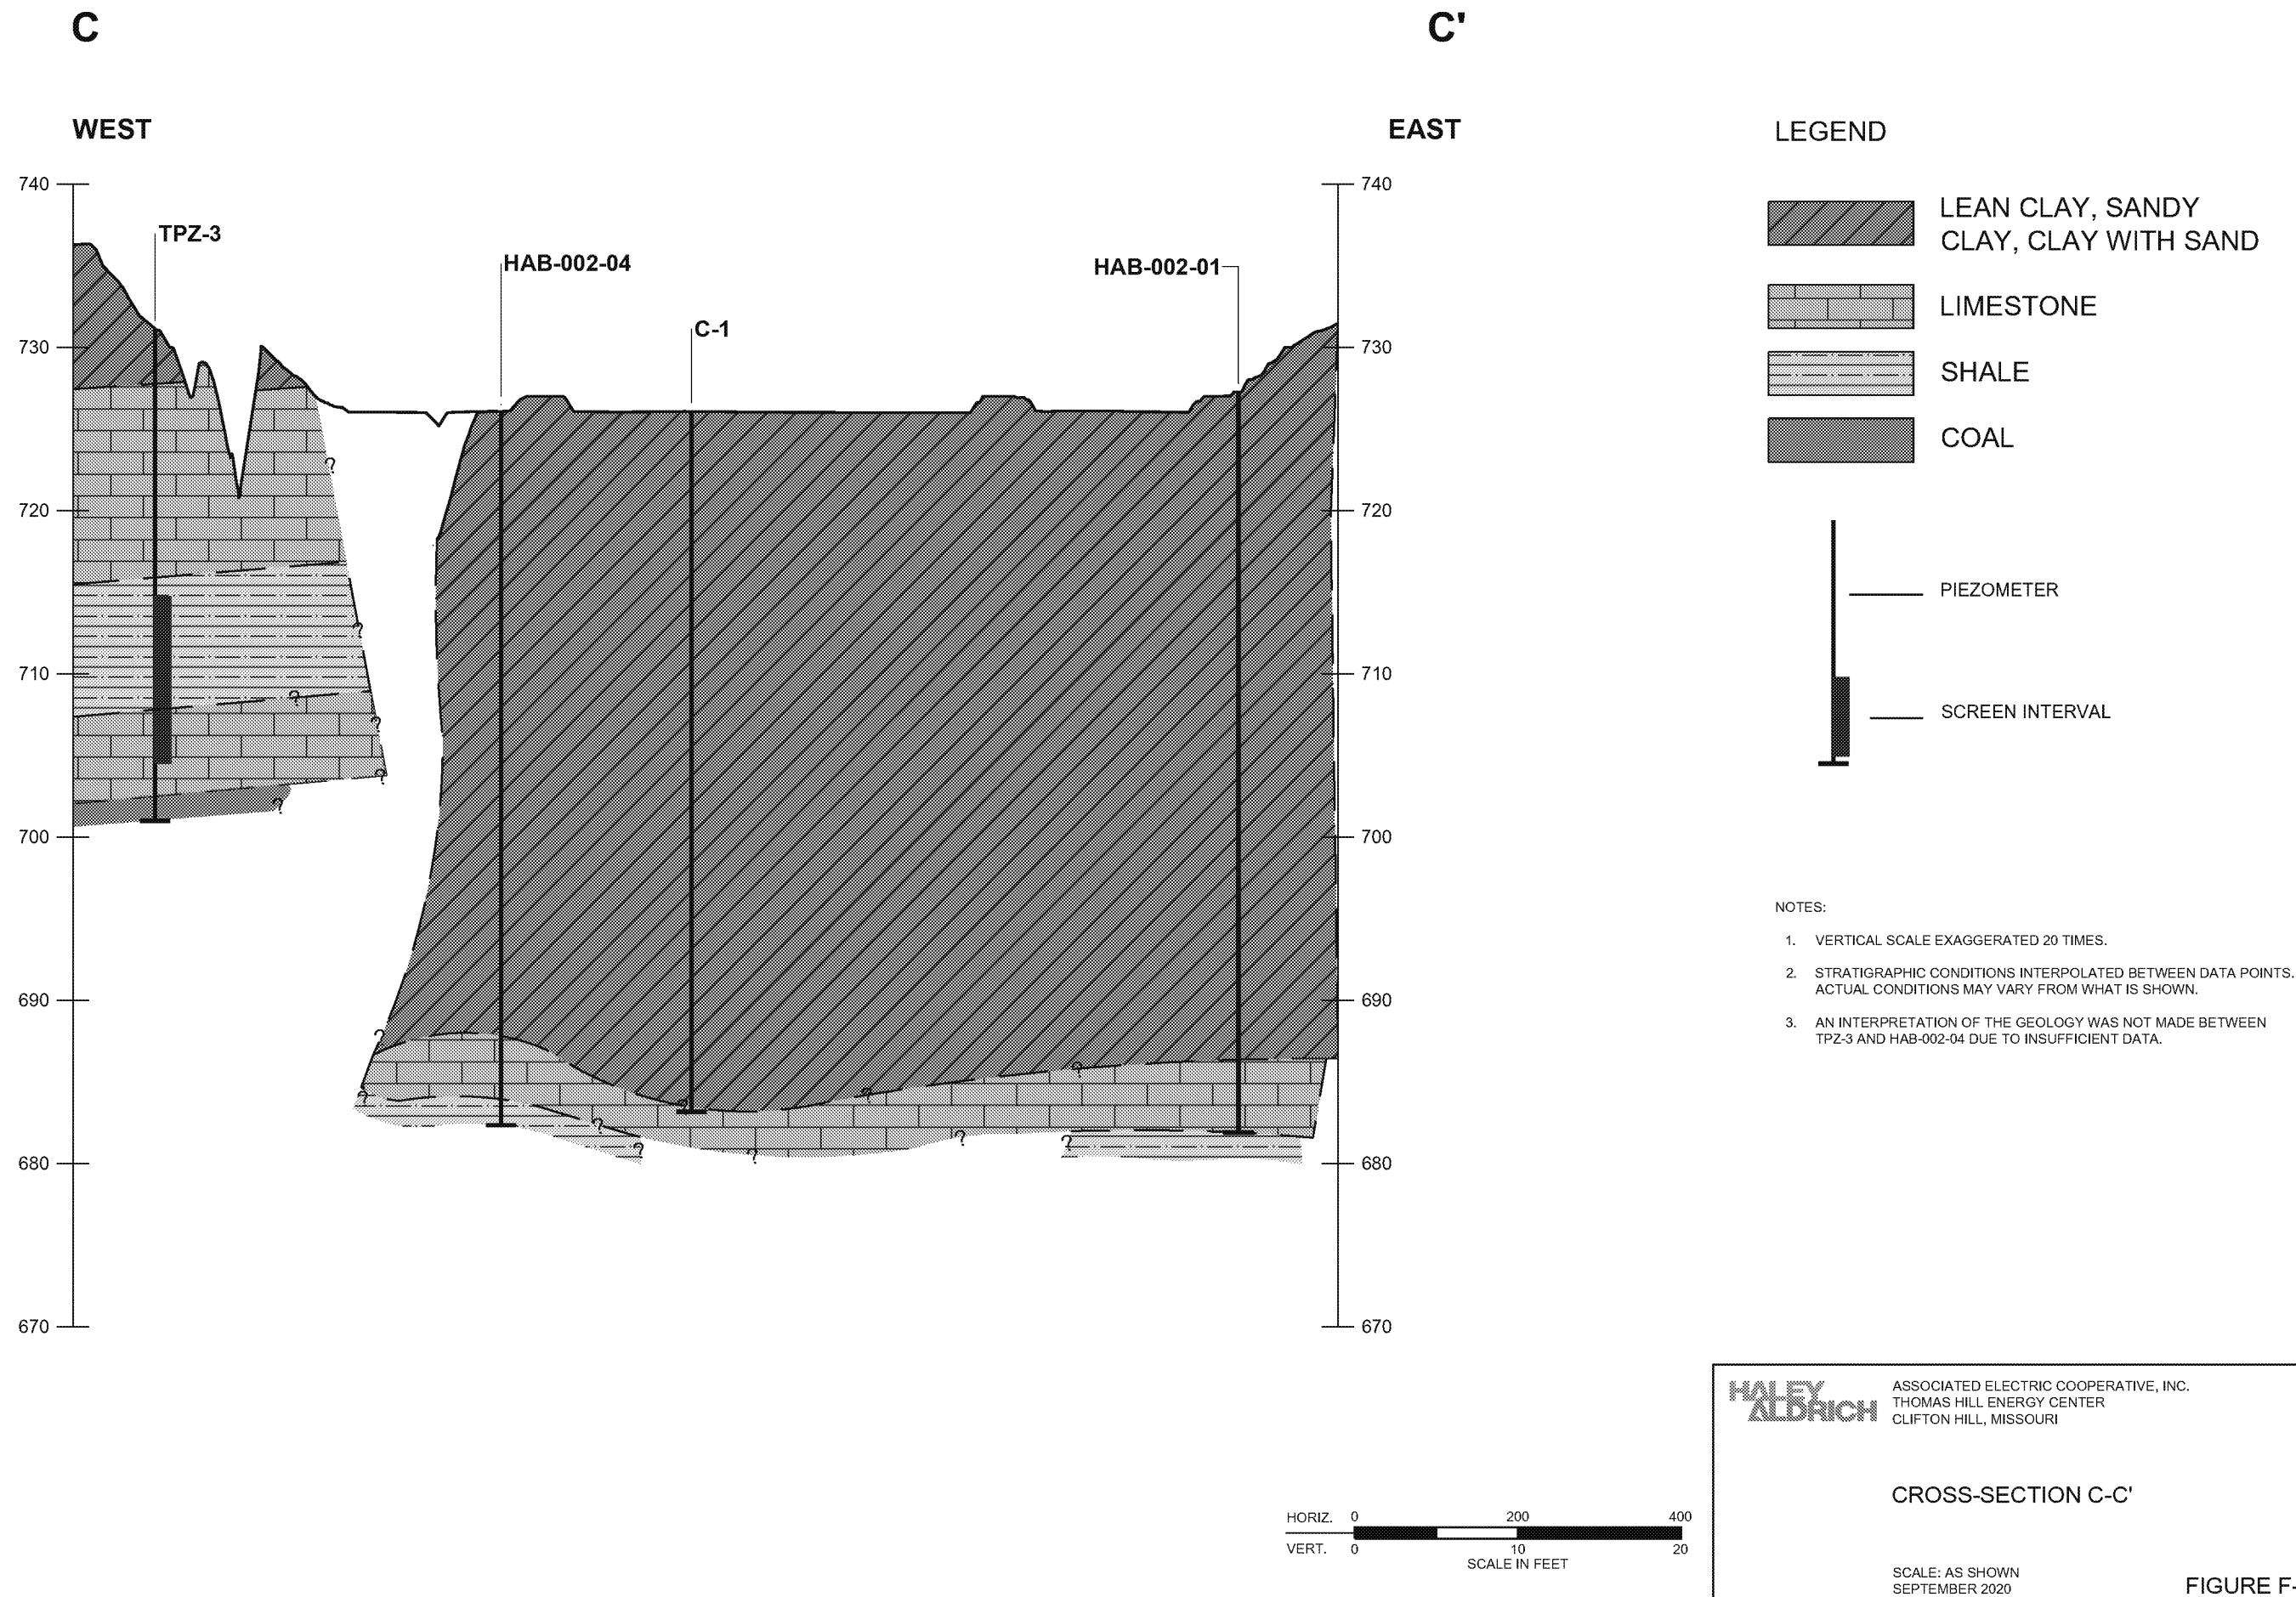 C
C'
WEST
EAST
LEGEND
740
740
TPZ-3
LEAN CLAY, SANDY
CLAY, CLAY WITH SAND
HAB-002-04
HAB-002-01
C-1
LIMESTONE
730
730
SHALE
COAL
?
720
720
PIEZOMETER
?
710
710
?
?
SCREEN INTERVAL
?
?
700
700
NOTES:
1. VERTICAL SCALE EXAGGERATED 20 TIMES.
2. STRATIGRAPHIC CONDITIONS INTERPOLATED BETWEEN DATA POINTS.
ACTUAL CONDITIONS MAY VARY FROM WHAT IS SHOWN.
3. AN INTERPRETATION OF THE GEOLOGY WAS NOT MADE BETWEEN
TPZ-3 AND HAB-002-04 DUE TO INSUFFICIENT DATA.
690
690
?
?
?
?
?
?
?
?
?
?
680
680
670
670
HALEY
ALDRICH
ASSOCIATED ELECTRIC COOPERATIVE, INC.
THOMAS HILL ENERGY CENTER
CLIFTON HILL, MISSOURI
CROSS-SECTION C-C'
HORIZ. 0 200 400
VERT. 0 10 20
SCALE IN FEET
SCALE: AS SHOWN
SEPTEMBER 2020
FIGURE F-